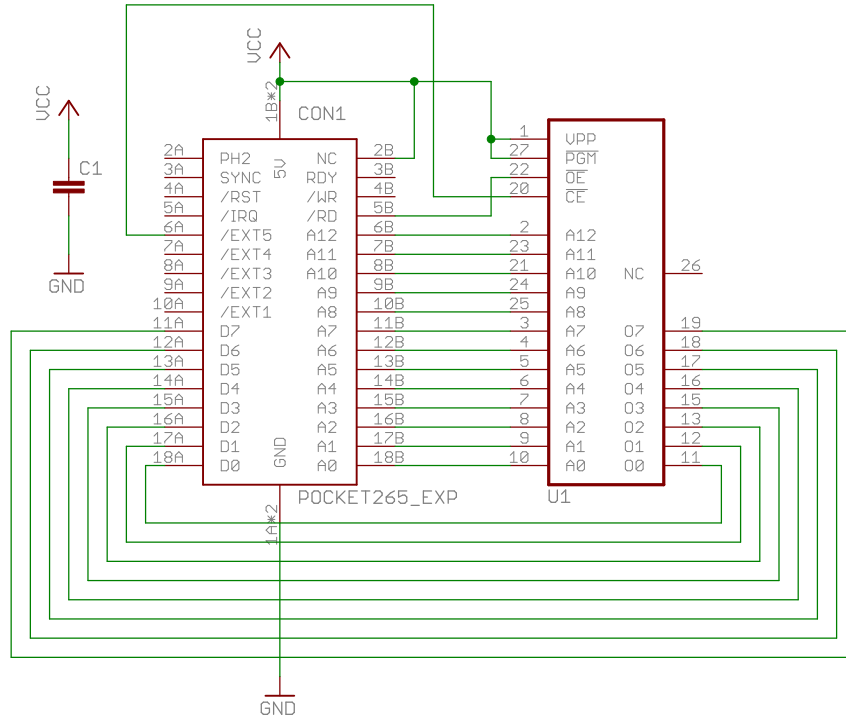 VCC
VCC
1B*2
CON1
C1
GND
2A PH2 5V NC 2B
3A SYNC RDY 3B
4A /RST /WR 4B
5A /IRQ /RD 5B
6A /EXT5 A12 6B
7A /EXT4 A11 7B
8A /EXT3 A10 8B
9A /EXT2 A9 9B
10A /EXT1 A8 10B
11A D7 A7 11B
12A D6 A6 12B
13A D5 A5 13B
14A D4 A4 14B
15A D3 A3 15B
16A D2 A2 16B
17A D1 GND A1 17B
18A D0 A0 18B
POCKET265_EXP
1A*2
GND
1 VPP
27 PGM
22 OE
20 CE
2 A12
23 A11
21 A10 NC 26
24 A9
25 A8
3 A7 O7 19
4 A6 O6 18
5 A5 O5 17
6 A4 O4 16
7 A3 O3 15
8 A2 O2 13
9 A1 O1 12
10 A0 O0 11
U1